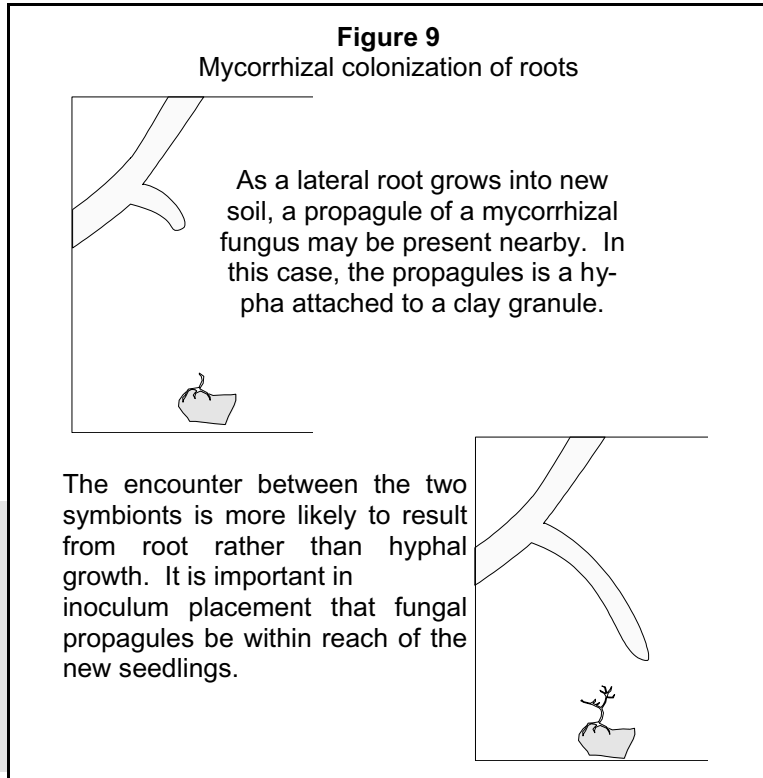 Figure 9
Mycorrhizal colonization of roots
As a lateral root grows into new
soil, a propagule of a mycorrhizal
fungus may be present nearby.  In
this case, the propagules is a hy-
pha attached to a clay granule.
The encounter between the two
symbionts is more likely to result
from root rather than hyphal
growth.  It is important in
inoculum placement that fungal
propagules be within reach of the
new seedlings.